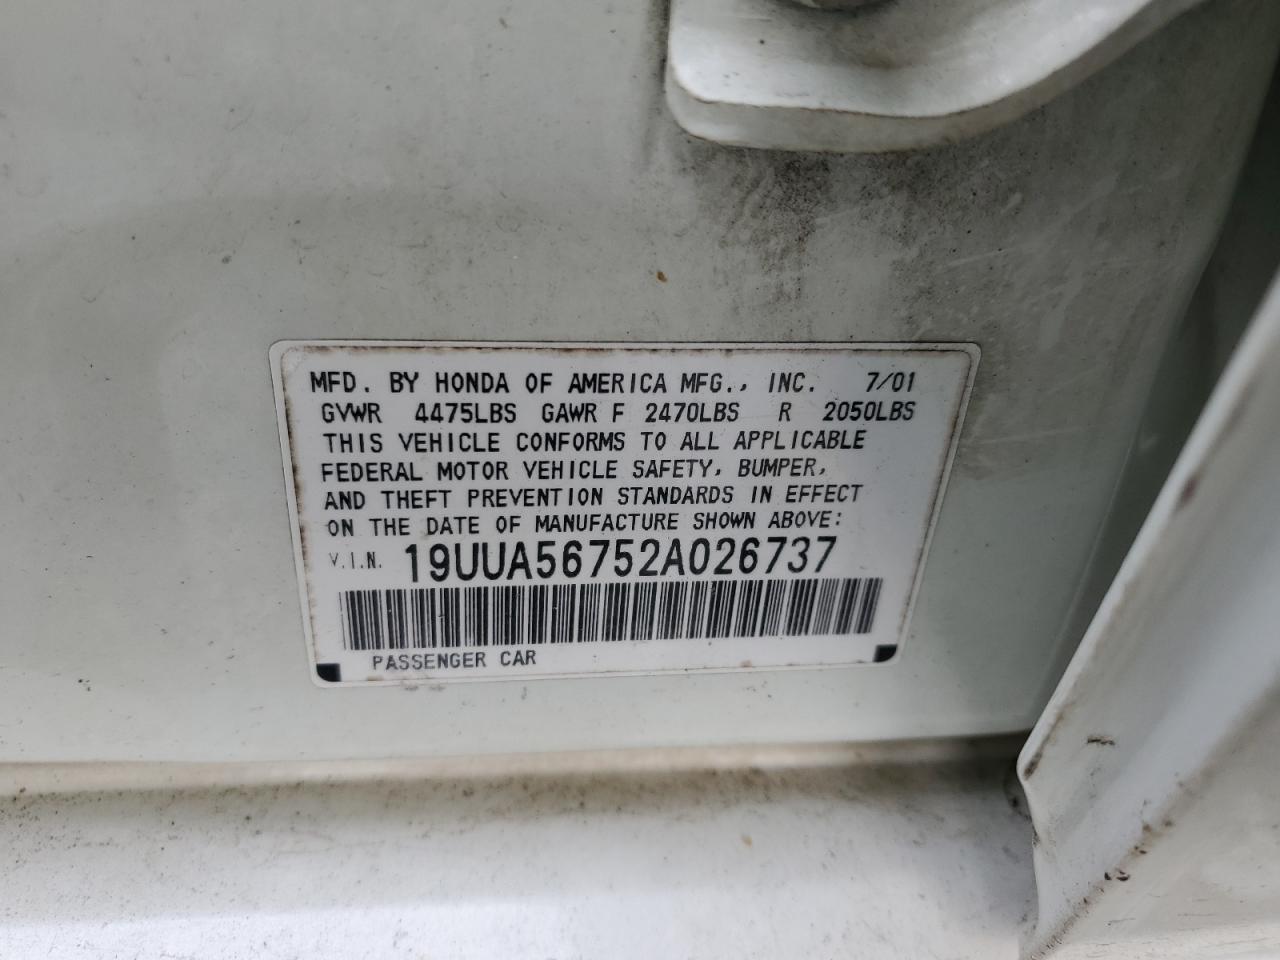 MFD. BY HONDA OF AMERICA MFG., INC. 7/01
GVWR 4475LBS GAWR F 2470LBS R 2050LBS
THIS VEHICLE CONFORMS TO ALL APPLICABLE
FEDERAL MOTOR VEHICLE SAFETY, BUMPER,
AND THEFT PREVENTION STANDARDS IN EFFECT
ON THE DATE OF MANUFACTURE SHOWN ABOVE:
V.I.N. 19UUA56752A026737
PASSENGER CAR